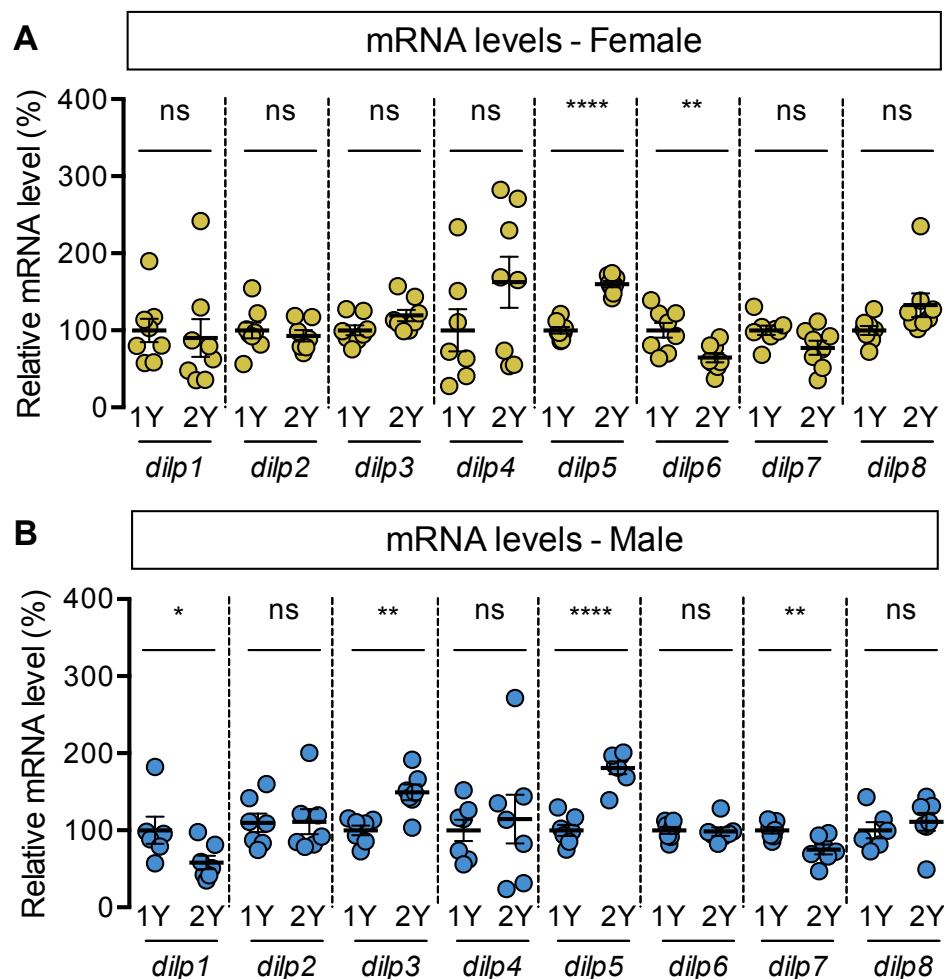 A
mRNA levels - Female
Relative mRNA level (%)
400
300
200
100
0
ns ns ns ns **** ** ns ns
1Y 2Y 1Y 2Y 1Y 2Y 1Y 2Y 1Y 2Y 1Y 2Y 1Y 2Y 1Y 2Y
dilp1 dilp2 dilp3 dilp4 dilp5 dilp6 dilp7 dilp8
B
mRNA levels - Male
Relative mRNA level (%)
400
300
200
100
0
* ns ** ns **** ns ** ns
1Y 2Y 1Y 2Y 1Y 2Y 1Y 2Y 1Y 2Y 1Y 2Y 1Y 2Y 1Y 2Y
dilp1 dilp2 dilp3 dilp4 dilp5 dilp6 dilp7 dilp8